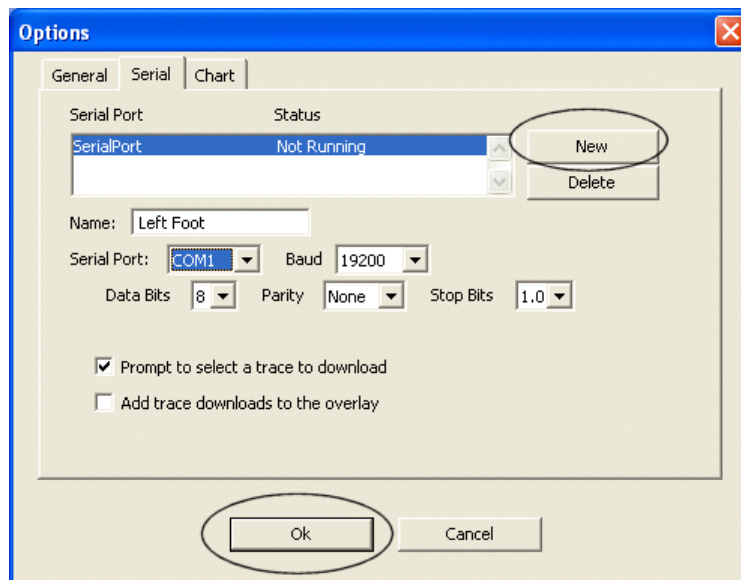 Options
General Serial Chart
Serial Port Status
SerialPort Not Running
New
Delete
Name: Left Foot
Serial Port: COM1 Baud 19200
Data Bits 8 Parity None Stop Bits 1.0
Prompt to select a trace to download
Add trace downloads to the overlay
Ok Cancel